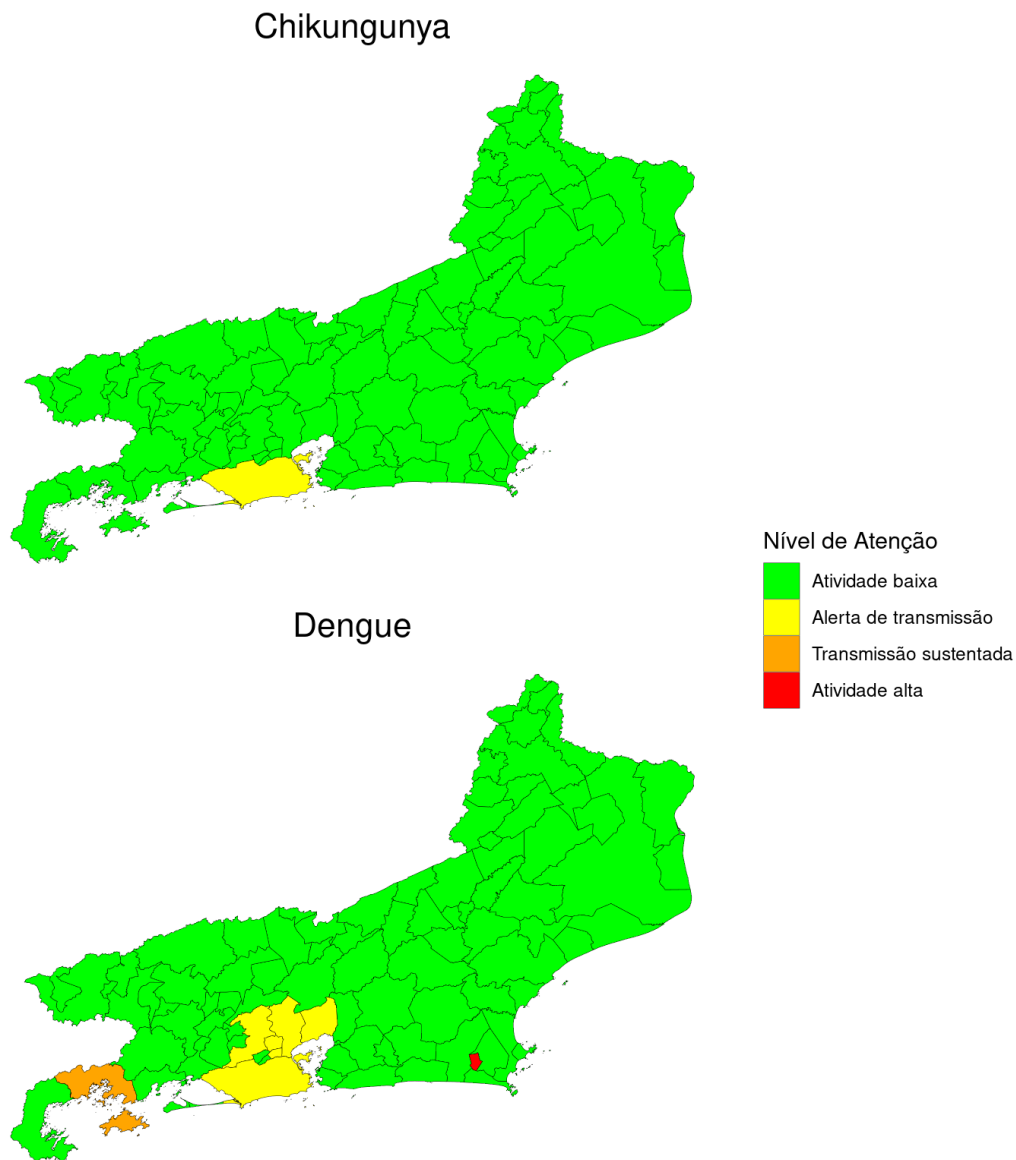 Chikungunya
Nível de Atenção
Atividade baixa
Alerta de transmissão
Transmissão sustentada
Atividade alta
Dengue